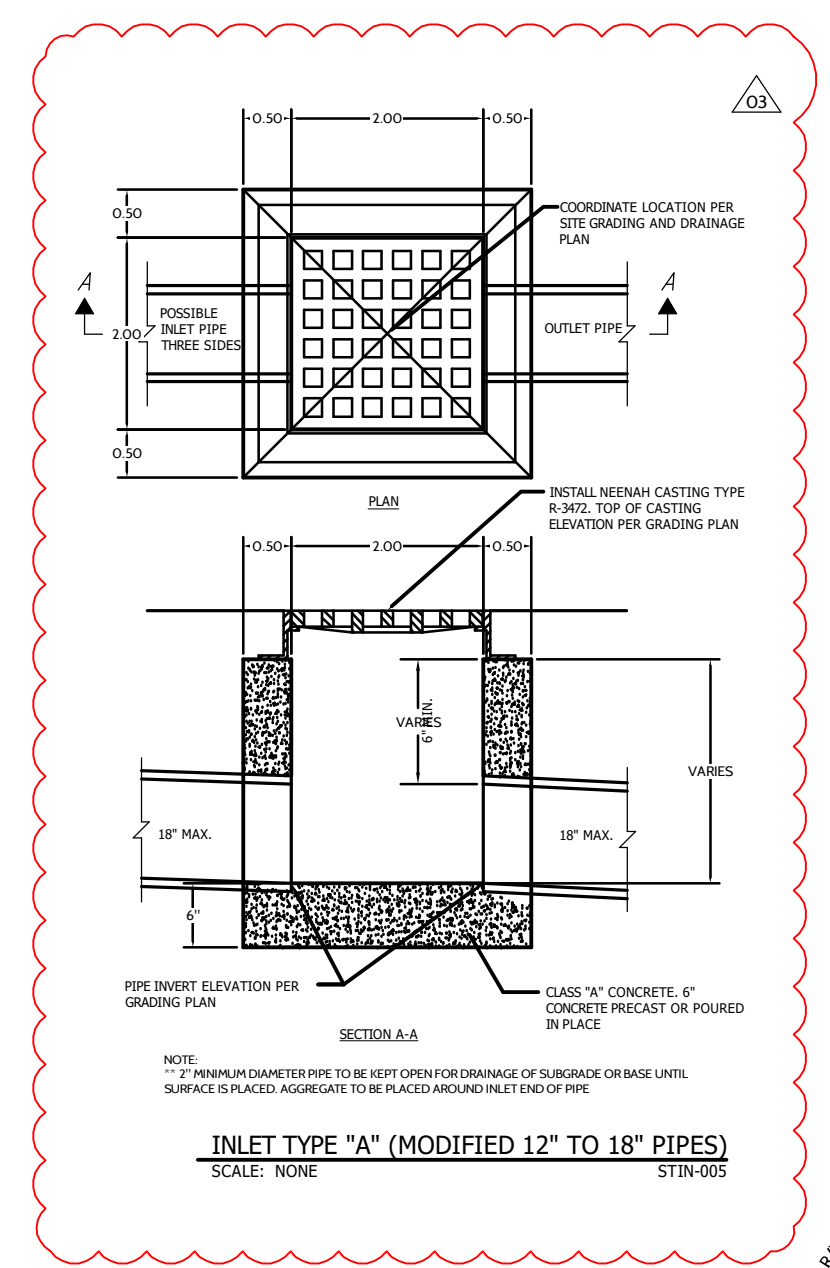 03
0.50
2.00
0.50
0.50
COORDINATE LOCATION PER
SITE GRADING AND DRAINAGE
PLAN
A
A
POSSIBLE
INLET PIPE
THREE SIDES
2.00
OUTLET PIPE
0.50
PLAN
INSTALL NEENAH CASTING TYPE
R-3472. TOP OF CASTING
ELEVATION PER GRADING PLAN
0.50
2.00
0.50
VARIES
6" MIN.
VARIES
18" MAX.
18" MAX.
6"
PIPE INVERT ELEVATION PER
GRADING PLAN
CLASS "A" CONCRETE. 6"
CONCRETE PRECAST OR POURED
IN PLACE
SECTION A-A
NOTE:
** 2" MINIMUM DIAMETER PIPE TO BE KEPT OPEN FOR DRAINAGE OF SUBGRADE OR BASE UNTIL
SURFACE IS PLACED. AGGREGATE TO BE PLACED AROUND INLET END OF PIPE
INLET TYPE "A" (MODIFIED 12" TO 18" PIPES)
SCALE: NONE
STIN-005